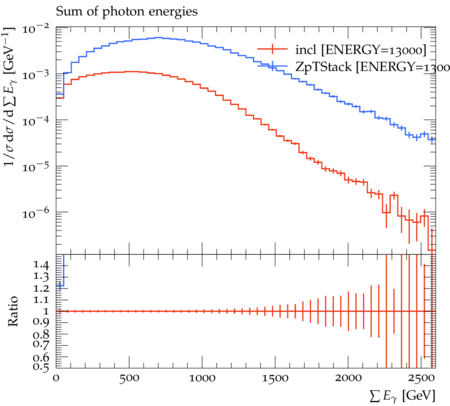 Sum of photon energies
incl [ENERGY=13000]
ZpTStack [ENERGY=1300
1/σ dσ/d ∑ Eγ [GeV⁻¹]
10⁻²
10⁻³
10⁻⁴
10⁻⁵
10⁻⁶
Ratio
1.4
1.3
1.2
1.1
1
0.9
0.8
0.7
0.6
0.5
0 500 1000 1500 2000 2500
∑ Eγ [GeV]